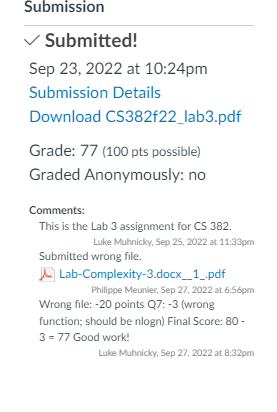 Submission
Submitted!
Sep 23, 2022 at 10:24pm
Submission Details
Download CS382f22_lab3.pdf
Grade: 77 (100 pts possible)
Graded Anonymously: no
Comments:
This is the Lab 3 assignment for CS 382.
Luke Muhnicky, Sep 25, 2022 at 11:33pm
Submitted wrong file.
Lab-Complexity-3.docx__1_.pdf
Philippe Meunier, Sep 27, 2022 at 6:56pm
Wrong file: -20 points Q7: -3 (wrong
function; should be nlogn) Final Score: 80 -
3 = 77 Good work!
Luke Muhnicky, Sep 27, 2022 at 8:32pm